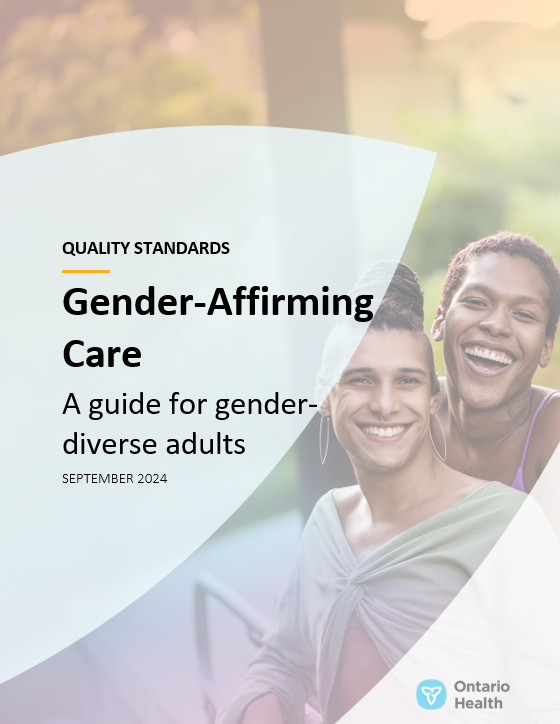 QUALITY STANDARDS
Gender-Affirming
Care
A guide for gender-
diverse adults
SEPTEMBER 2024
Ontario
Health